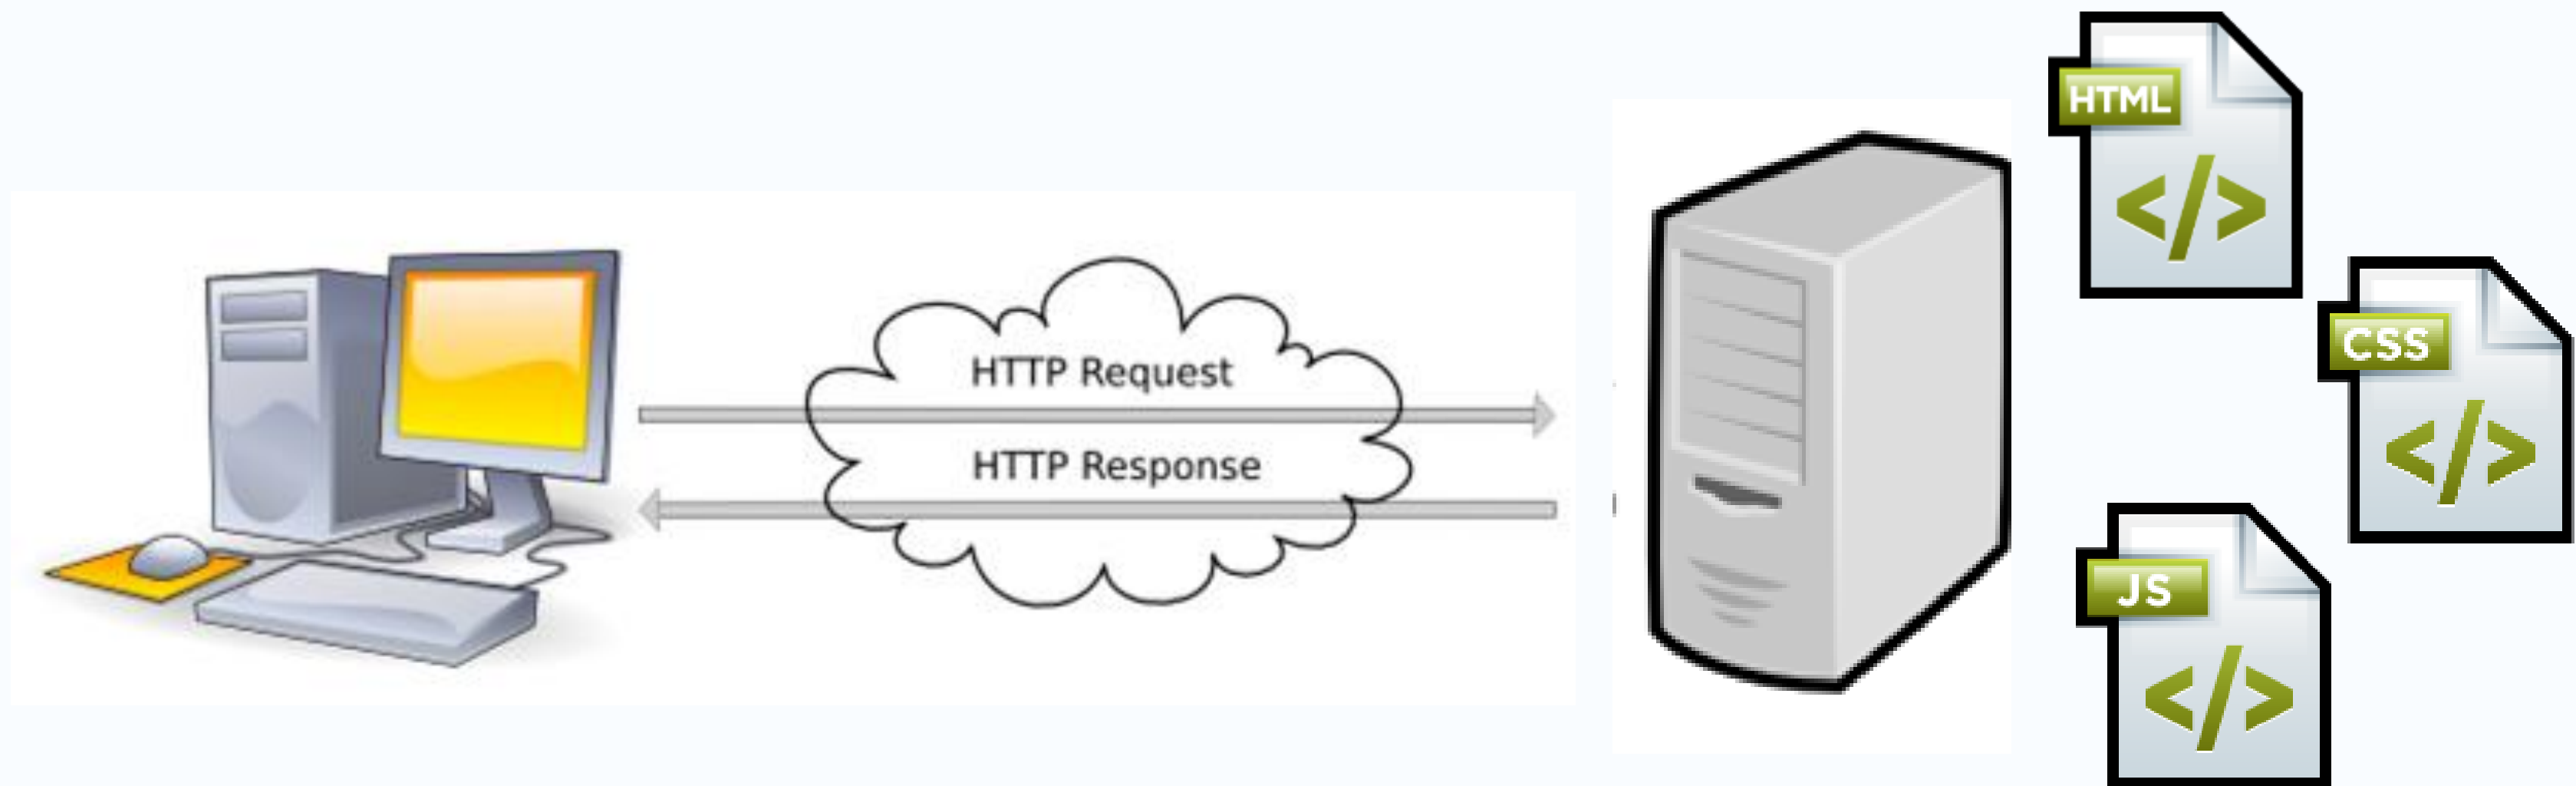 HTTP Request
HTTP Response
HTML
</>
CSS
</>
JS
</>